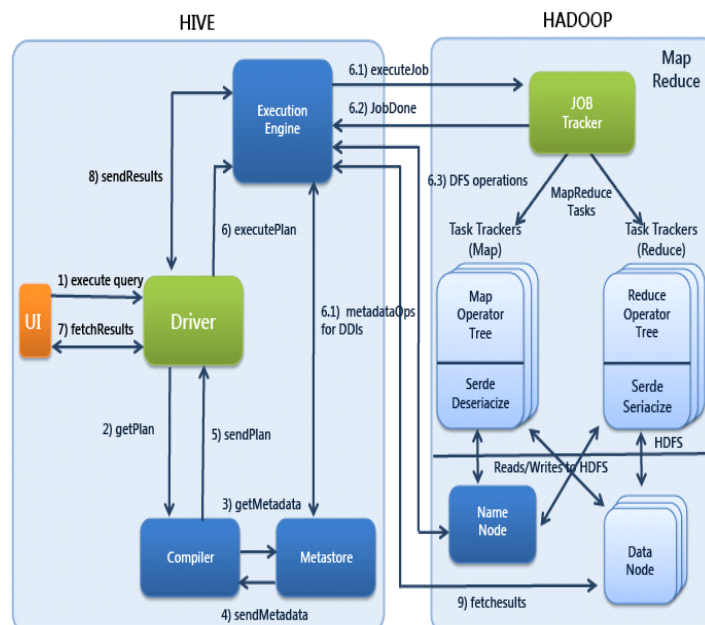 HIVE
HADOOP
Map
Reduce
6.1) executeJob
Execution
Engine
6.2) JobDone
JOB
Tracker
8) sendResults
6.3) DFS operations
MapReduce
Tasks
6) executePlan
Task Trackers
(Map)
Task Trackers
(Reduce)
1) execute query
UI
Driver
7) fetchResults
6.1) metadataOps
for DDIs
Map
Operator
Tree
Reduce
Operator
Tree
Serde
Deseriacize
Serde
Seriacize
2) getPlan
5) sendPlan
HDFS
Reads/Writes to HDFS
3) getMetadata
Name
Node
Compiler
Metastore
Data
Node
9) fetchesults
4) sendMetadata